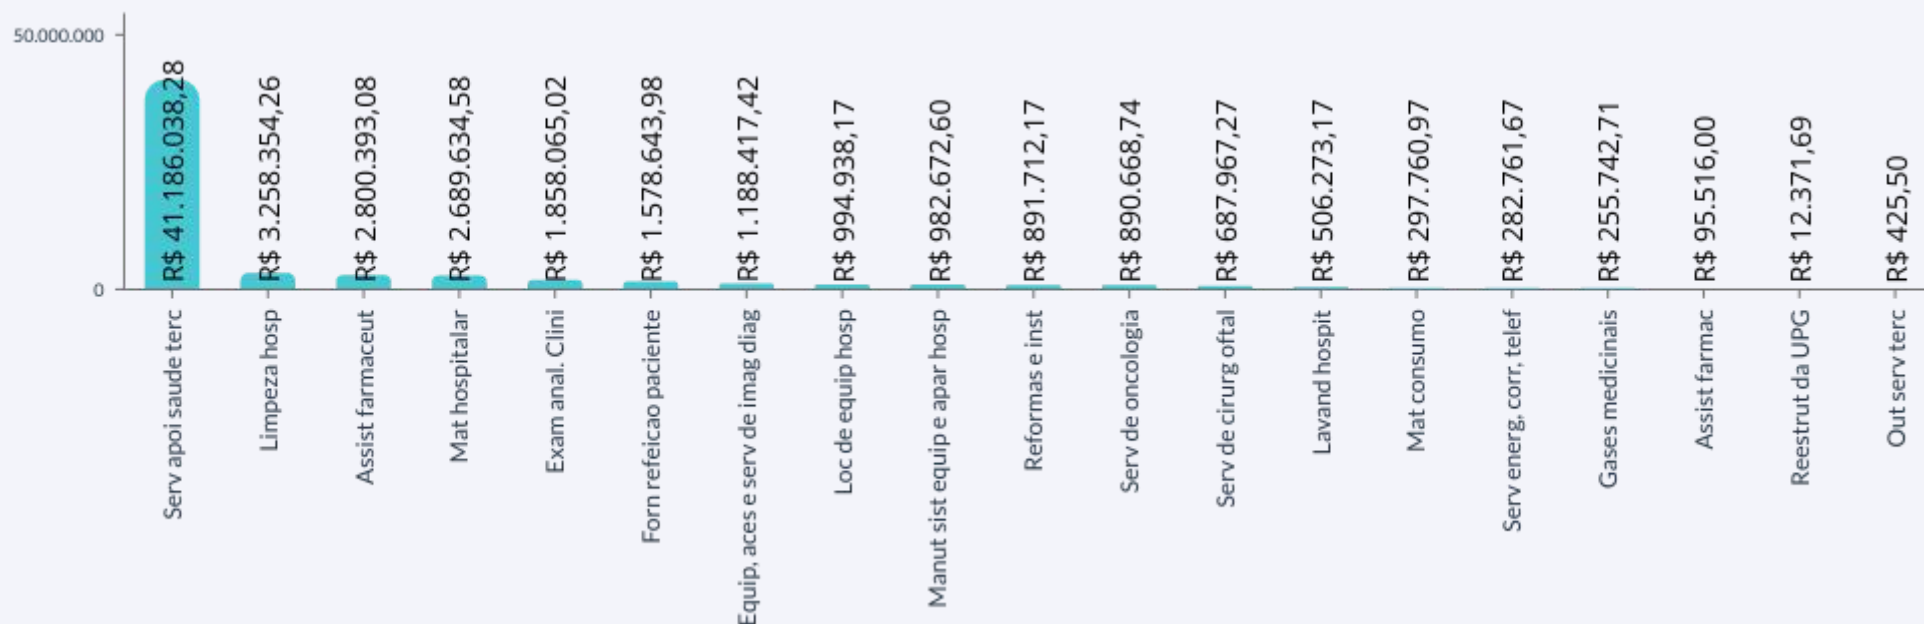 50.000.000
0
R$ 41.186.038,28
R$ 3.258.354,26
R$ 2.800.393,08
R$ 2.689.634,58
R$ 1.858.065,02
R$ 1.578.643,98
R$ 1.188.417,42
R$ 994.938,17
R$ 982.672,60
R$ 891.712,17
R$ 890.668,74
R$ 687.967,27
R$ 506.273,17
R$ 297.760,97
R$ 282.761,67
R$ 255.742,71
R$ 95.516,00
R$ 12.371,69
R$ 425,50
Serv apoi saude terc
Limpeza hosp
Assist farmaceut
Mat hospitalar
Exam anal. Clini
Forn refeicao paciente
Equip, aces e serv de imag diag
Loc de equip hosp
Manut sist equip e apar hosp
Reformas e inst
Serv de oncologia
Serv de cirurg oftal
Lavand hospit
Mat consumo
Serv energ, corr, telef
Gases medicinais
Assist farmac
Reestrut da UPG
Out serv terc